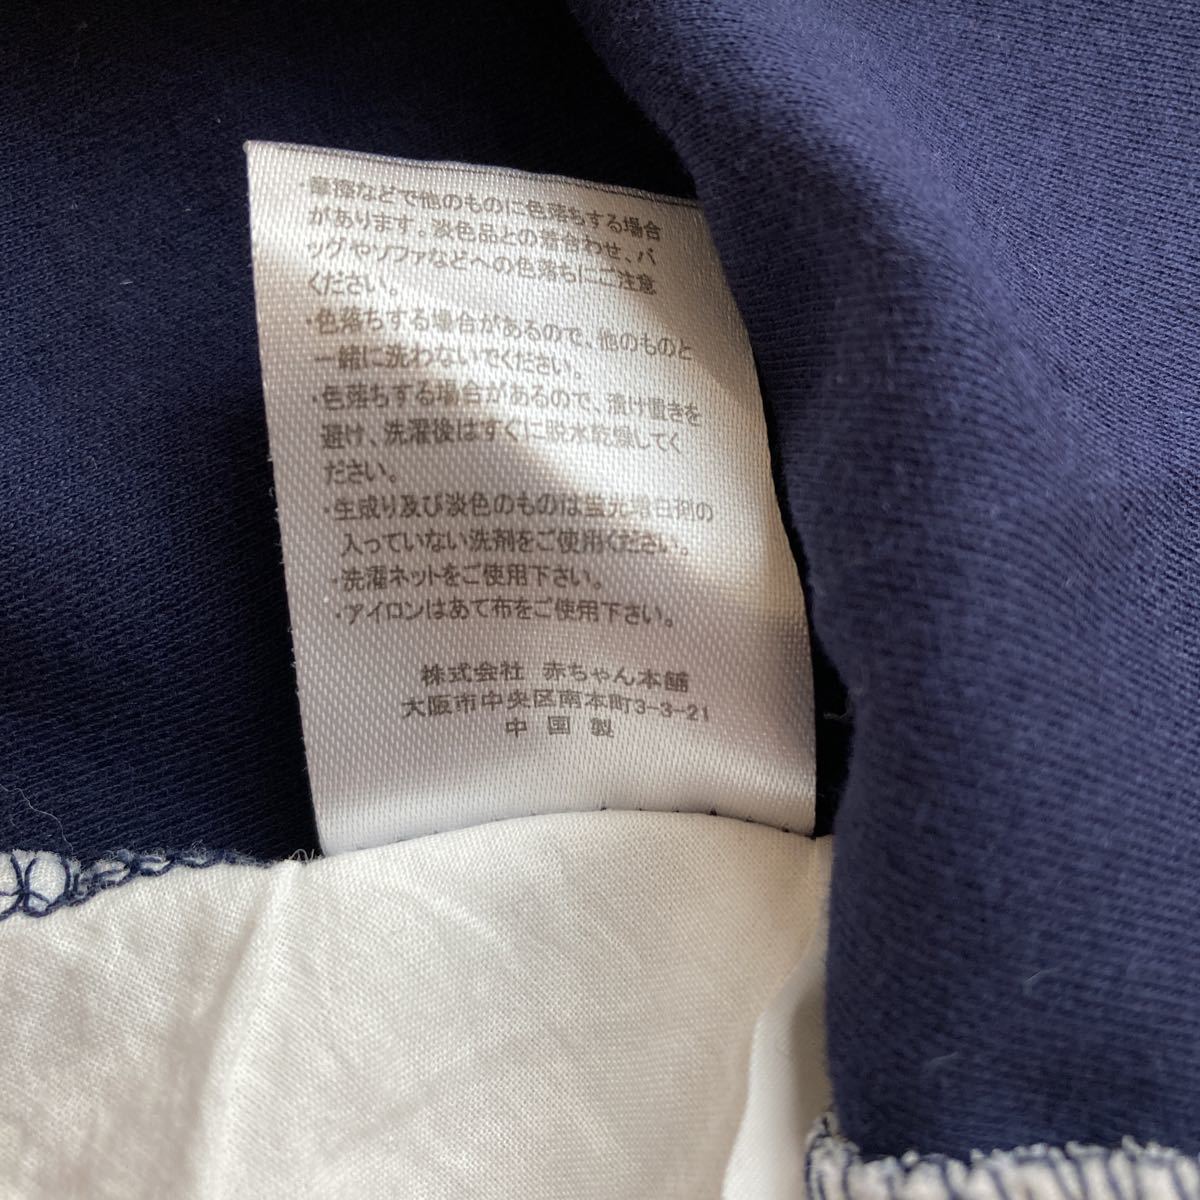 ・摩擦などで他のものに色落ちする場合
があります。淡色品との着合わせ、バ
ッグやソファなどへの色落ちにご注意
ください。
・色落ちする場合があるので、他のものと
一緒に洗わないでください。
・色落ちする場合があるので、漬け置きを
避け、洗濯後はすぐに脱水乾燥してく
ださい。
・生成り及び淡色のものは蛍光増白剤の
入っていない洗剤をご使用ください。
・洗濯ネットをご使用下さい。
・アイロンはあて布をご使用下さい。
株式会社 赤ちゃん本舗
大阪市中央区南本町3-3-21
中国製